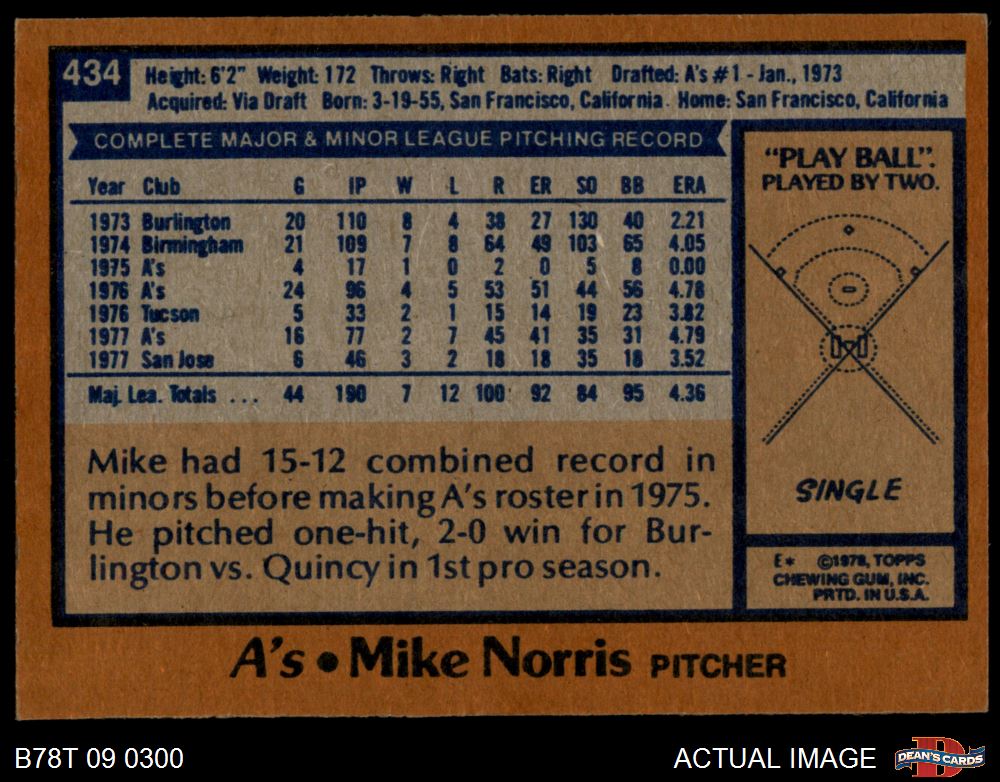 434
Height: 6'2" Weight: 172 Throws: Right Bats: Right Drafted: A's #1 - Jan., 1973
Acquired: Via Draft Born: 3-19-55, San Francisco, California. Home: San Francisco, California
COMPLETE MAJOR & MINOR LEAGUE PITCHING RECORD
Year Club G IP W L R ER SO BB ERA
1973 Burlington 20 110 8 4 38 27 130 40 2.21
1974 Birmingham 21 109 7 8 64 49 103 65 4.05
1975 A's 4 17 1 0 2 0 5 8 0.00
1976 A's 24 96 4 5 53 51 44 56 4.78
1976 Tucson 5 33 2 1 15 14 19 23 3.82
1977 A's 16 77 2 7 45 41 35 31 4.79
1977 San Jose 6 46 3 2 18 18 35 18 3.52
Maj. Lea. Totals ... 44 190 7 12 100 92 84 95 4.36
Mike had 15-12 combined record in
minors before making A's roster in 1975.
He pitched one-hit, 2-0 win for Bur-
lington vs. Quincy in 1st pro season.
"PLAY BALL".
PLAYED BY TWO.
SINGLE
E* ©1978, TOPPS
CHEWING GUM, INC.
PRTD. IN U.S.A.
A's • Mike Norris PITCHER
B78T 09 0300
ACTUAL IMAGE
D
DEAN'S CARDS